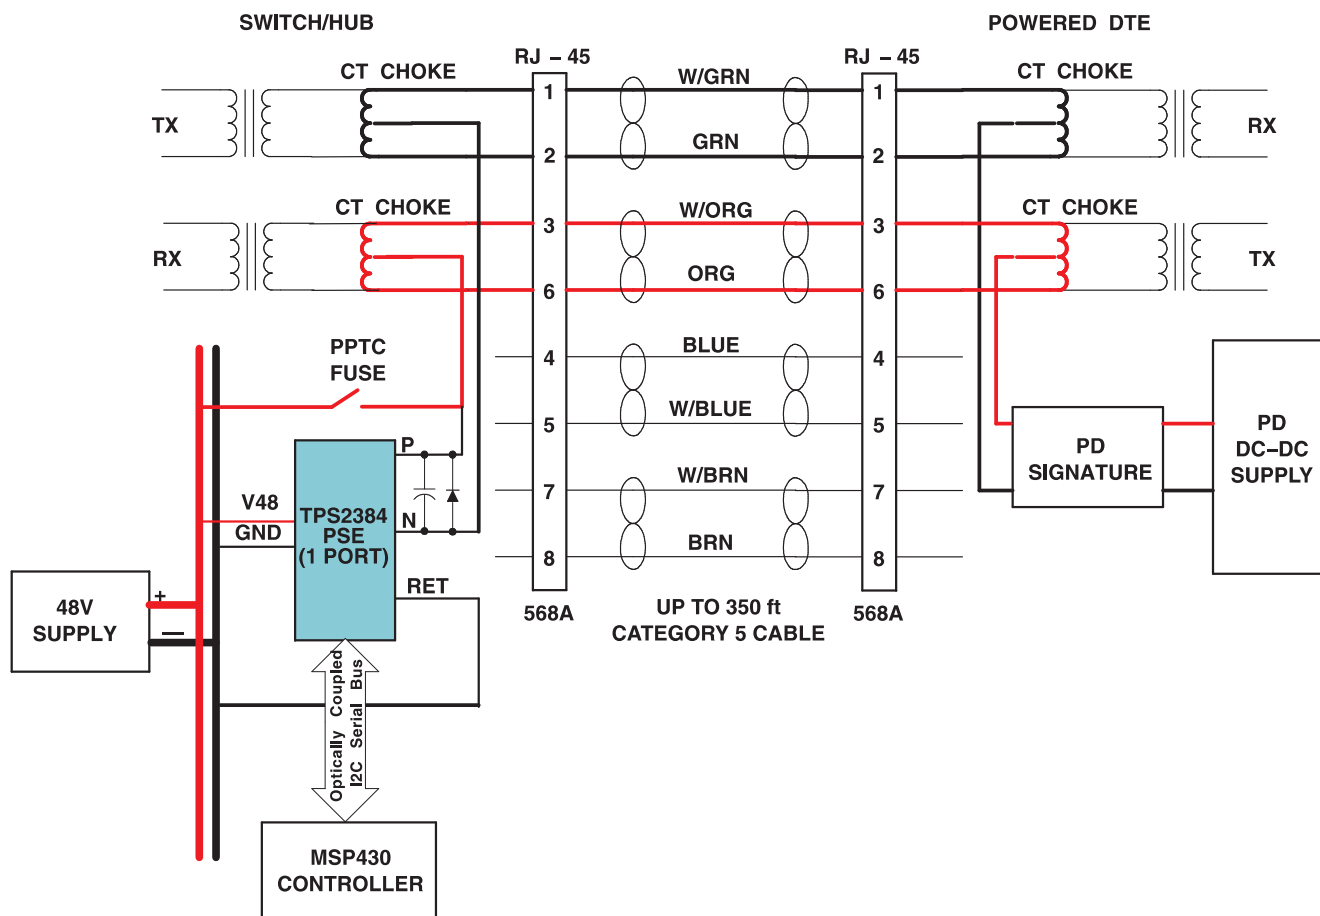 SWITCH/HUB
POWERED DTE
RJ – 45
RJ – 45
CT CHOKE
W/GRN
CT CHOKE
TX
1
1
RX
GRN
2
2
CT CHOKE
W/ORG
CT CHOKE
3
3
RX
ORG
TX
6
6
PPTC
FUSE
BLUE
4
4
W/BLUE
5
5
P
W/BRN
7
7
N
BRN
8
8
V48
GND
TPS2384
PSE
(1 PORT)
RET
PD
SIGNATURE
PD
DC–DC
SUPPLY
568A
568A
UP TO 350 ft
CATEGORY 5 CABLE
+
—
48V
SUPPLY
Optically Coupled
I2C Serial Bus
MSP430
CONTROLLER